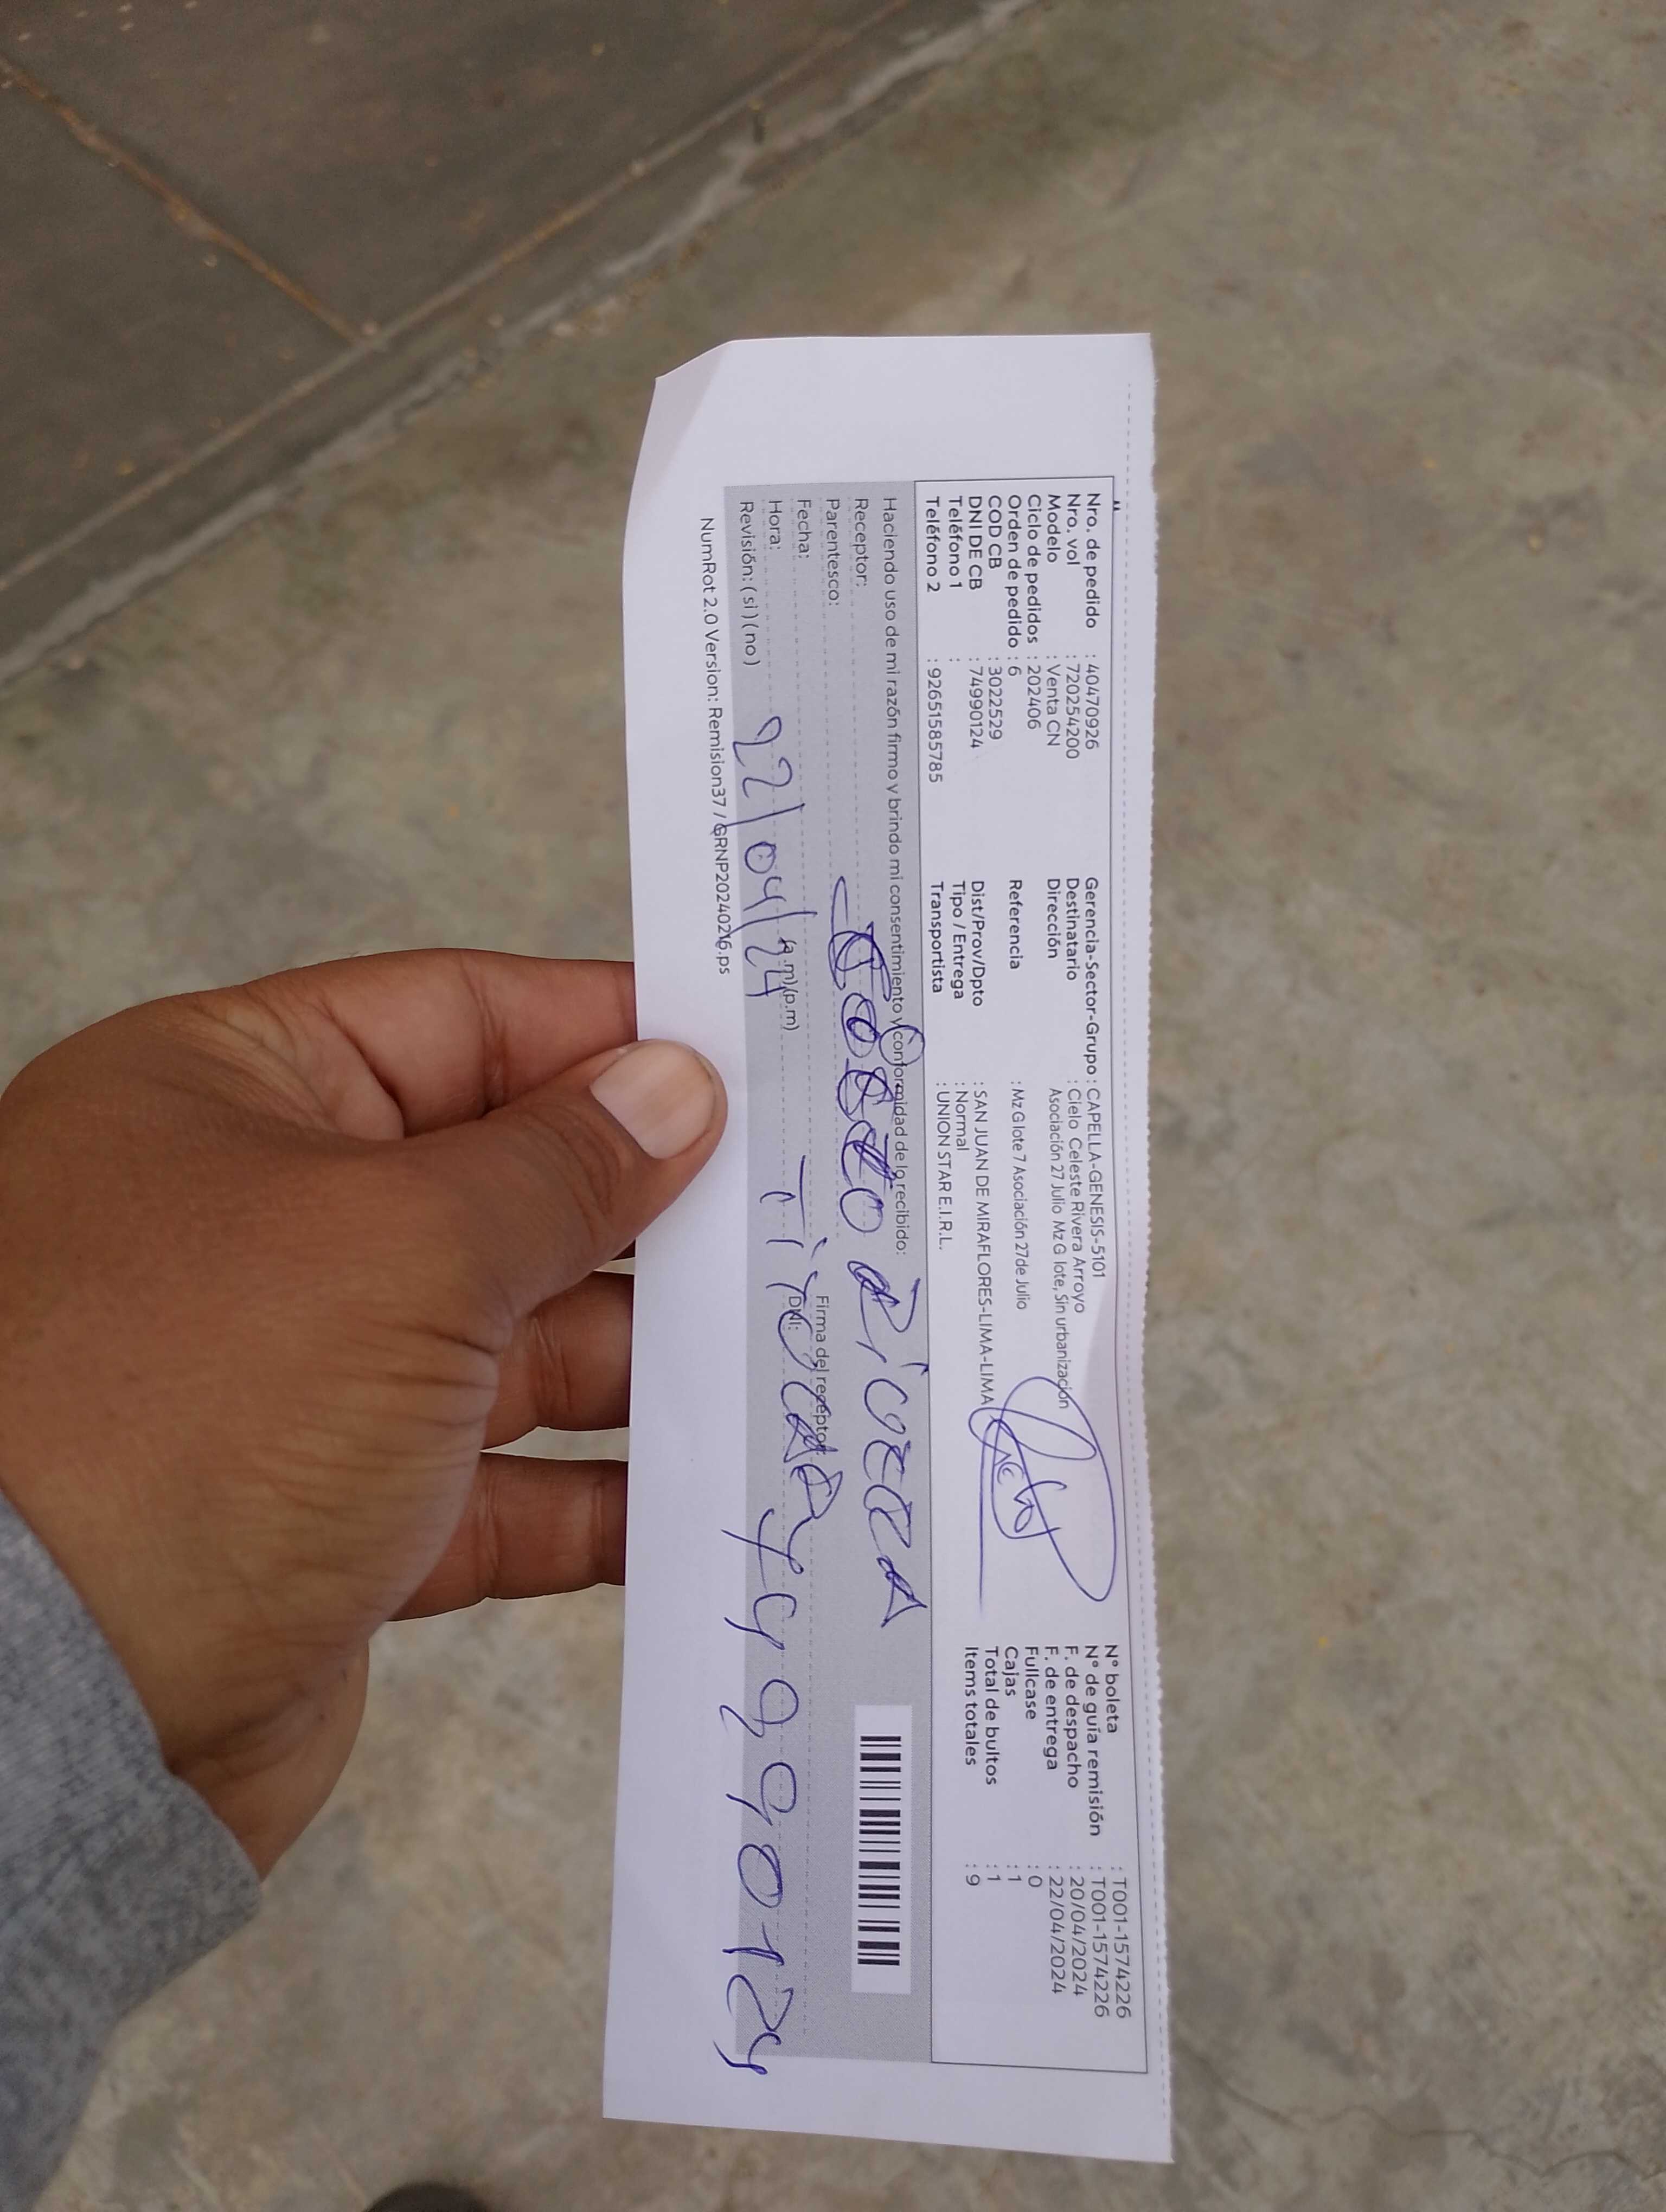 Nro. de pedido : 40470926
Nro. vol : 720254200
Modelo : Venta CN
Ciclo de pedidos : 202406
Orden de pedido : 6
COD CB : 3022529
DNI DE CB : 74990124
Teléfono 1 :
Teléfono 2 : 92651585785
Gerencia-Sector-Grupo : CAPELLA-GENESIS-5101
Destinatario : Cielo Celeste Rivera Arroyo
Dirección Asociación 27 Julio Mz G lote, Sin urbanización
Referencia : Mz G lote 7 Asociación 27 de Julio
Dist/Prov/Dpto : SAN JUAN DE MIRAFLORES-LIMA-LIMA
Tipo / Entrega : Normal
Transportista : UNION STAR E.I.R.L.
N° boleta : T001-1574226
N° de guía remisión : T001-1574226
F. de despacho : 20/04/2024
F. de entrega : 22/04/2024
Fullcase : 0
Cajas : 1
Total de bultos : 1
Items totales : 9
Haciendo uso de mi razón firmo y brindo mi consentimiento y conformidad de lo recibido:
Receptor: RivERA
Parentesco:
Fecha:
Firma del receptor:
Hora: (a.m)(p.m)
DNI:
Revisión: (si) (no)
22/04/24
74990124
NumRot 2.0 Version: Remision37 / GRNP20240216.ps